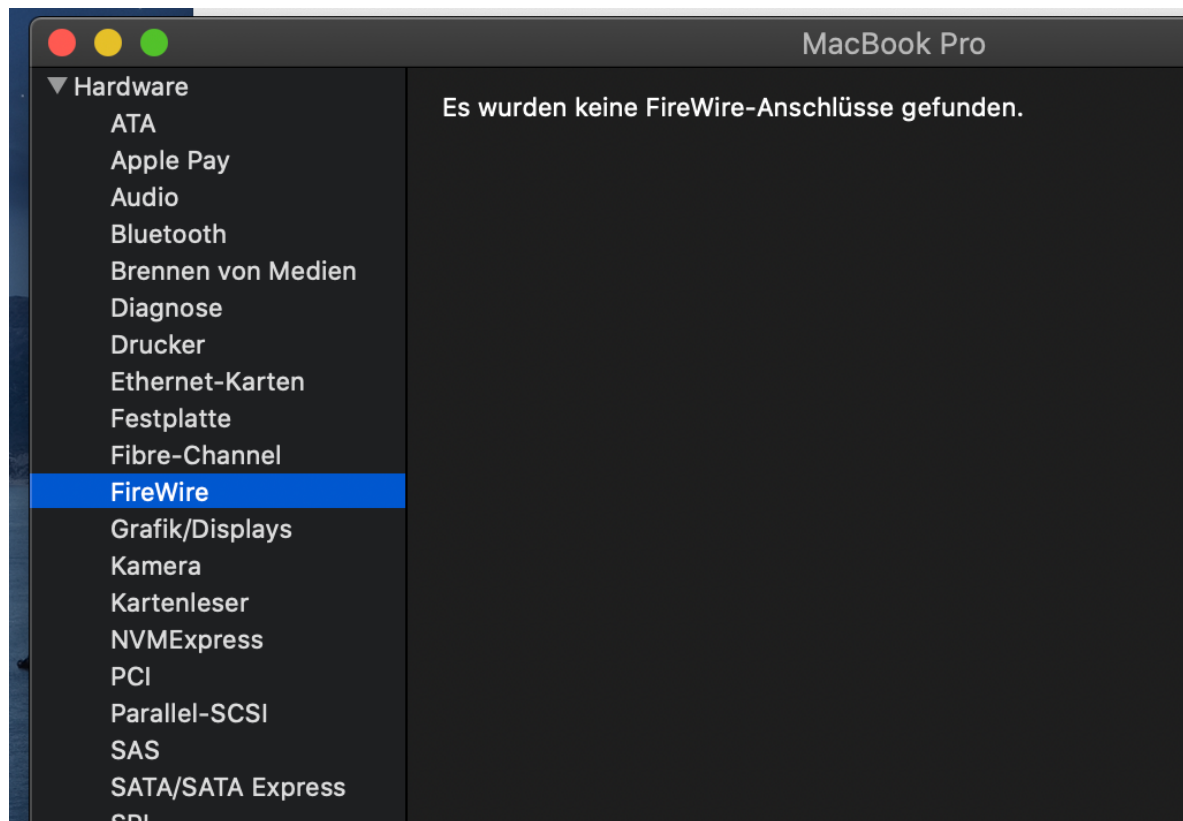 MacBook Pro
Hardware
ATA
Apple Pay
Audio
Bluetooth
Brennen von Medien
Diagnose
Drucker
Ethernet-Karten
Festplatte
Fibre-Channel
FireWire
Grafik/Displays
Kamera
Kartenleser
NVMExpress
PCI
Parallel-SCSI
SAS
SATA/SATA Express
Es wurden keine FireWire-Anschlüsse gefunden.